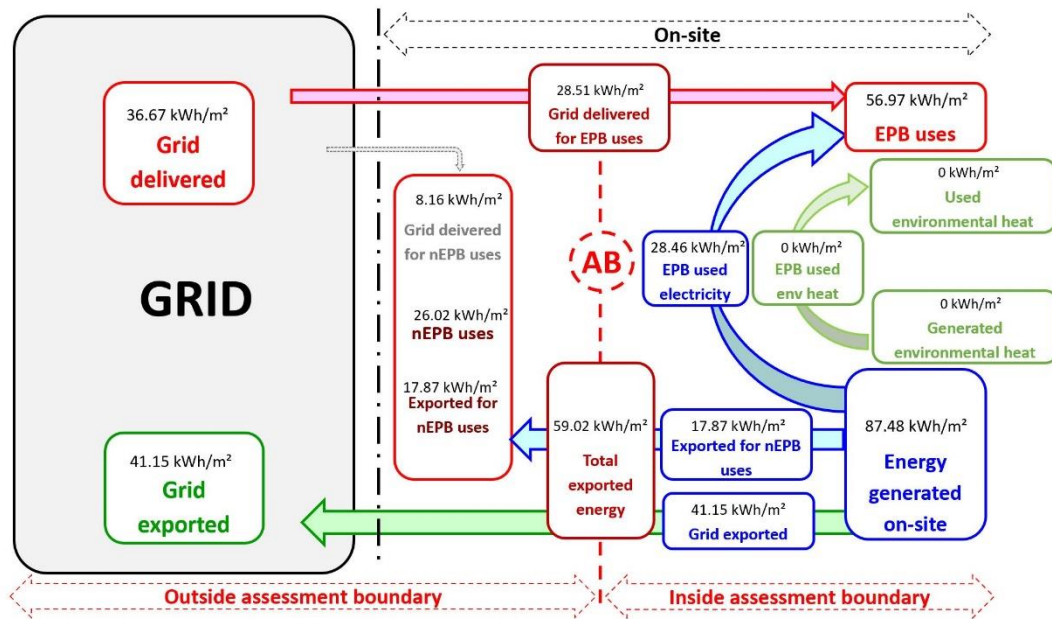 On-site
36.67 kWh/m²
Grid
delivered
28.51 kWh/m²
Grid delivered
for EPB uses
56.97 kWh/m²
EPB uses
0 kWh/m²
Used
environmental heat
8.16 kWh/m²
Grid deivered
for nEPB uses
AB
28.46 kWh/m²
EPB used
electricity
0 kWh/m²
EPB used
env heat
GRID
26.02 kWh/m²
nEPB uses
0 kWh/m²
Generated
environmental heat
17.87 kWh/m²
Exported for
nEPB uses
59.02 kWh/m²
Total
exported
energy
17.87 kWh/m²
Exported for nEPB
uses
87.48 kWh/m²
Energy
generated
on-site
41.15 kWh/m²
Grid
exported
41.15 kWh/m²
Grid exported
Outside assessment boundary
Inside assessment boundary